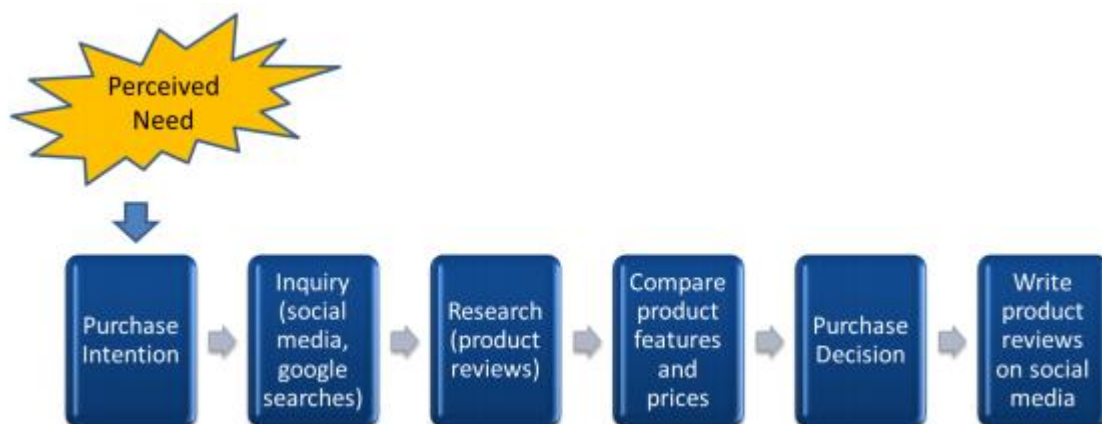 Perceived
Need
Purchase
Intention
Inquiry
(social
media,
google
searches)
Research
(product
reviews)
Compare
product
features
and
prices
Purchase
Decision
Write
product
reviews
on social
media